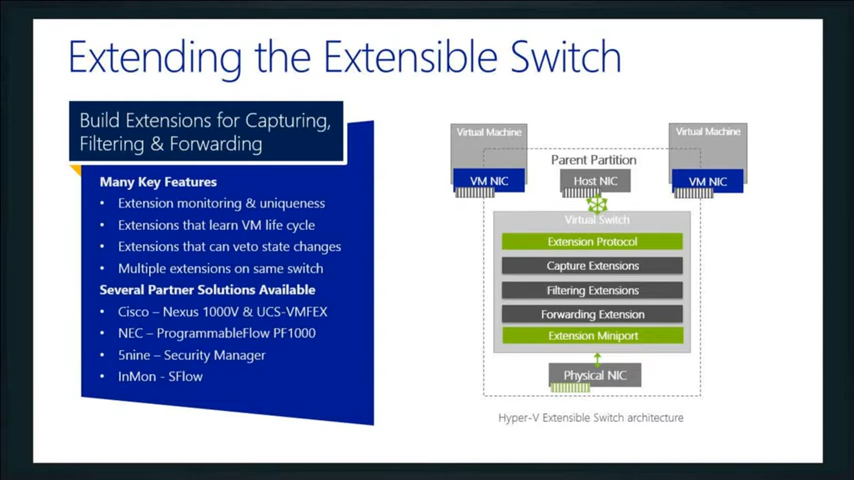 Extending the Extensible Switch
Build Extensions for Capturing,
Filtering & Forwarding
Many Key Features
• Extension monitoring & uniqueness
• Extensions that learn VM life cycle
• Extensions that can veto state changes
• Multiple extensions on same switch
Several Partner Solutions Available
• Cisco – Nexus 1000V & UCS-VMFEX
• NEC – ProgrammableFlow PF1000
• 5nine – Security Manager
• InMon - SFlow
Virtual Machine
Virtual Machine
Parent Partition
VM NIC
Host NIC
VM NIC
Virtual Switch
Extension Protocol
Capture Extensions
Filtering Extensions
Forwarding Extension
Extension Miniport
Physical NIC
Hyper-V Extensible Switch architecture